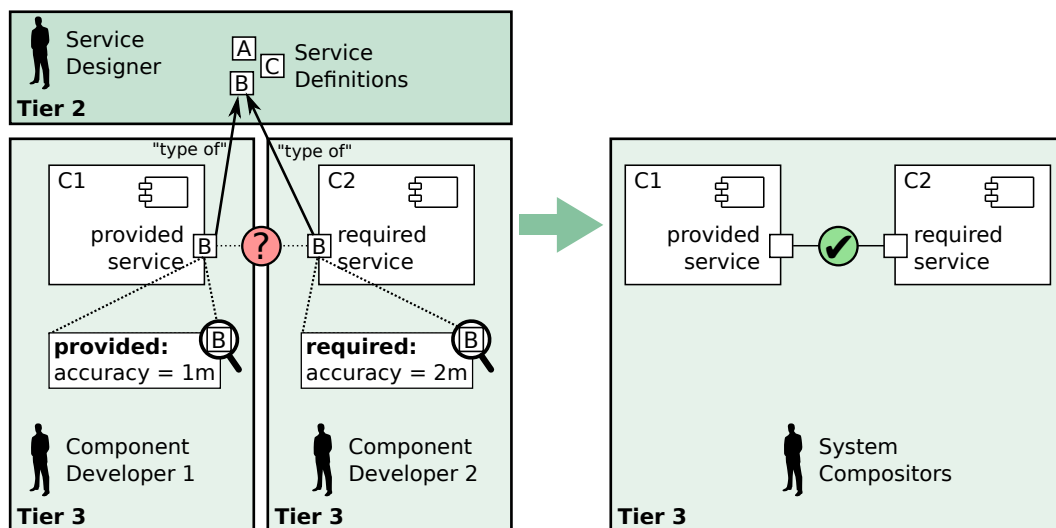 Service
Designer
A
C
B
Service
Definitions
Tier 2
"type of"
"type of"
C1
provided
service
B
?
C2
B
required
service
provided:
accuracy = 1m
B
required:
accuracy = 2m
B
Component
Developer 1
Tier 3
Component
Developer 2
Tier 3
C1
provided
service
✔
C2
required
service
System
Compositors
Tier 3